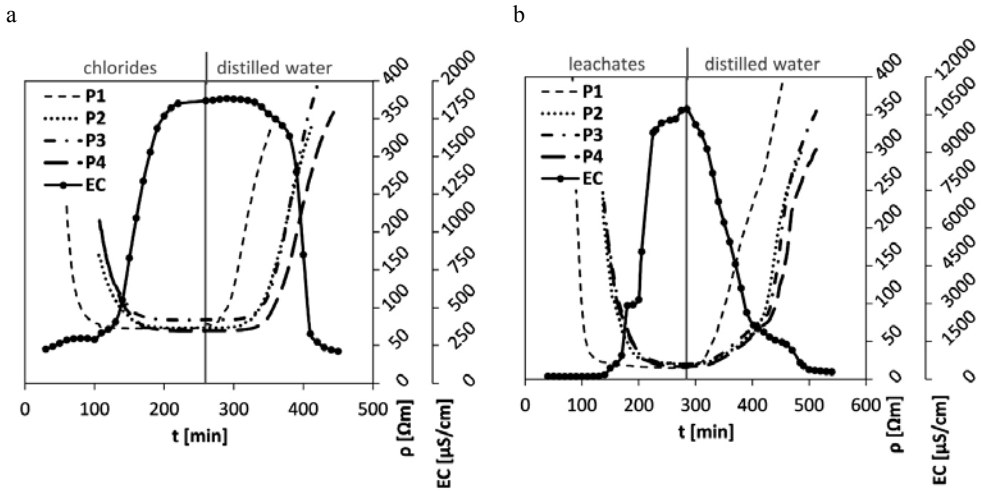 a
chlorides
distilled water
P1
P2
P3
P4
EC
0
50
100
150
200
250
300
350
400
0
250
500
750
1000
1250
1500
1750
2000
0
100
200
300
400
500
t [min]
ρ [Ωm]
EC [µS/cm]
b
leachates
distilled water
P1
P2
P3
P4
EC
0
50
100
150
200
250
300
350
400
0
1500
3000
4500
6000
7500
9000
10500
12000
0
100
200
300
400
500
600
t [min]
ρ [Ωm]
EC [µS/cm]